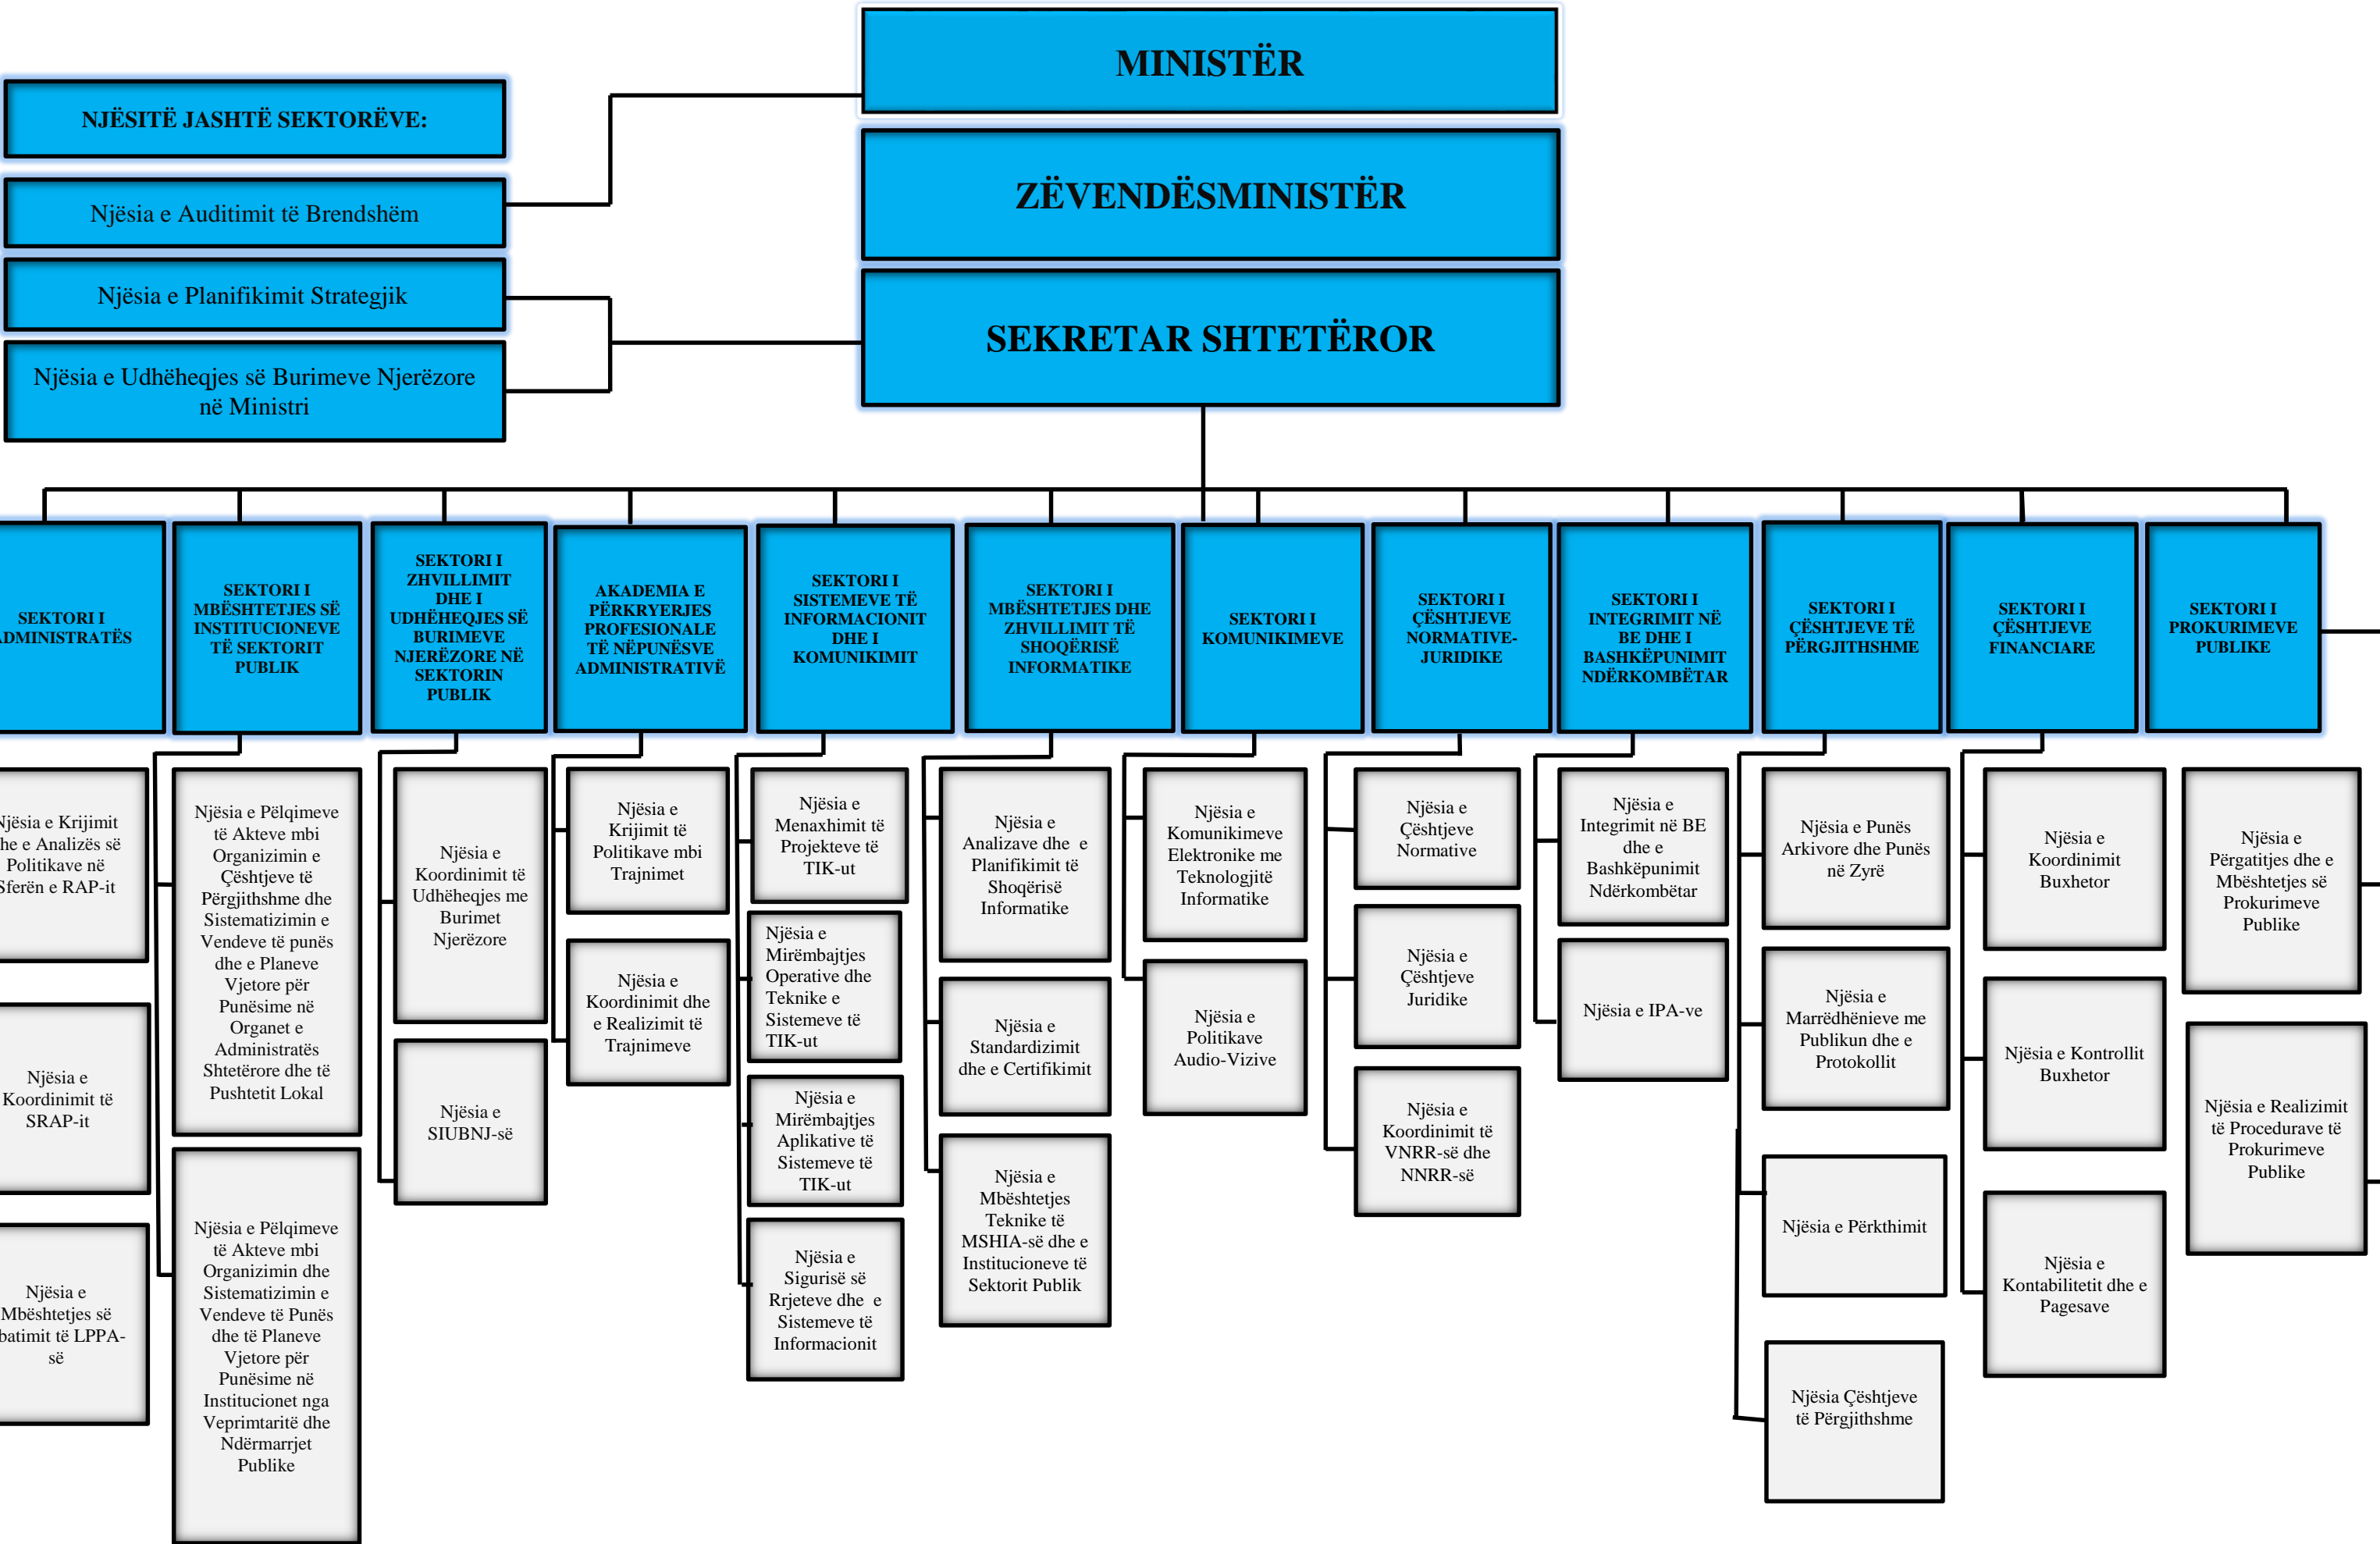 MINISTËR
NJËSITË JASHTË SEKTORËVE:
Njësia e Auditimit të Brendshëm
ZËVENDËSMINISTËR
Njësia e Planifikimit Strategjik
SEKRETAR SHTETËROR
Njësia e Udhëheqjes së Burimeve Njerëzore
në Ministri
SEKTORI I
MBËSHTETJES SË
INSTITUCIONEVE
TË SEKTORIT
PUBLIK
SEKTORI I
ZHVILLIMIT
DHE I
UDHËHEQJES SË
BURIMEVE
NJERËZORE NË
SEKTORIN
PUBLIK
AKADEMIA E
PËRKRYERJES
PROFESIONALE
TË NËPUNËSVE
ADMINISTRATIVË
SEKTORI I
SISTEMEVE TË
INFORMACIONIT
DHE I
KOMUNIKIMIT
SEKTORI I
MBËSHTETJES DHE
ZHVILLIMIT TË
SHOQËRISË
INFORMATIKE
SEKTORI I
KOMUNIKIMEVE
SEKTORI I
ÇËSHTJEVE
NORMATIVE-
JURIDIKE
SEKTORI I
INTEGRIMIT NË
BE DHE I
BASHKËPUNIMIT
NDËRKOMBËTAR
SEKTORI I
ÇËSHTJEVE TË
PËRGJITHSHME
SEKTORI I
ÇËSHTJEVE
FINANCIARE
SEKTORI I
PROKURIMEVE
PUBLIKE
SEKTORI I
DMINISTRATËS
Njësia e Krijimit
he e Analizës së
Politikave në
Sferën e RAP-it
Njësia e
Koordinimit të
SRAP-it
Njësia e
Mbështetjes së
batimit të LPPA-
së
Njësia e Pëlqimeve
të Akteve mbi
Organizimin e
Çështjeve të
Përgjithshme dhe
Sistematizimin e
Vendeve të punës
dhe e Planeve
Vjetore për
Punësime në
Organet e
Administratës
Shtetërore dhe të
Pushtetit Lokal
Njësia e Pëlqimeve
të Akteve mbi
Organizimin dhe
Sistematizimin e
Vendeve të Punës
dhe të Planeve
Vjetore për
Punësime në
Institucionet nga
Veprimtaritë dhe
Ndërmarrjet
Publike
Njësia e
Koordinimit të
Udhëheqjes me
Burimet
Njerëzore
Njësia e
SIUBNJ-së
Njësia e
Krijimit të
Politikave mbi
Trajnimet
Njësia e
Koordinimit dhe
e Realizimit të
Trajnimeve
Njësia e
Menaxhimit të
Projekteve të
TIK-ut
Njësia e
Mirëmbajtjes
Operative dhe
Teknike e
Sistemeve të
TIK-ut
Njësia e
Mirëmbajtjes
Aplikative të
Sistemeve të
TIK-ut
Njësia e
Sigurisë së
Rrjeteve dhe e
Sistemeve të
Informacionit
Njësia e
Analizave dhe e
Planifikimit të
Shoqërisë
Informatike
Njësia e
Standardizimit
dhe e Certifikimit
Njësia e
Mbështetjes
Teknike të
MSHIA-së dhe e
Institucioneve të
Sektorit Publik
Njësia e
Komunikimeve
Elektronike me
Teknologjitë
Informatike
Njësia e
Politikave
Audio-Vizive
Njësia e
Çështjeve
Normative
Njësia e
Çështjeve
Juridike
Njësia e
Koordinimit të
VNRR-së dhe
NNRR-së
Njësia e
Integrimit në BE
dhe e
Bashkëpunimit
Ndërkombëtar
Njësia e IPA-ve
Njësia e Punës
Arkivore dhe Punës
në Zyrë
Njësia e
Marrëdhënieve me
Publikun dhe e
Protokollit
Njësia e Përkthimit
Njësia Çështjeve
të Përgjithshme
Njësia e
Koordinimit
Buxhetor
Njësia e Kontrollit
Buxhetor
Njësia e
Kontabilitetit dhe e
Pagesave
Njësia e
Përgatitjes dhe e
Mbështetjes së
Prokurimeve
Publike
Njësia e Realizimit
të Procedurave të
Prokurimeve
Publike